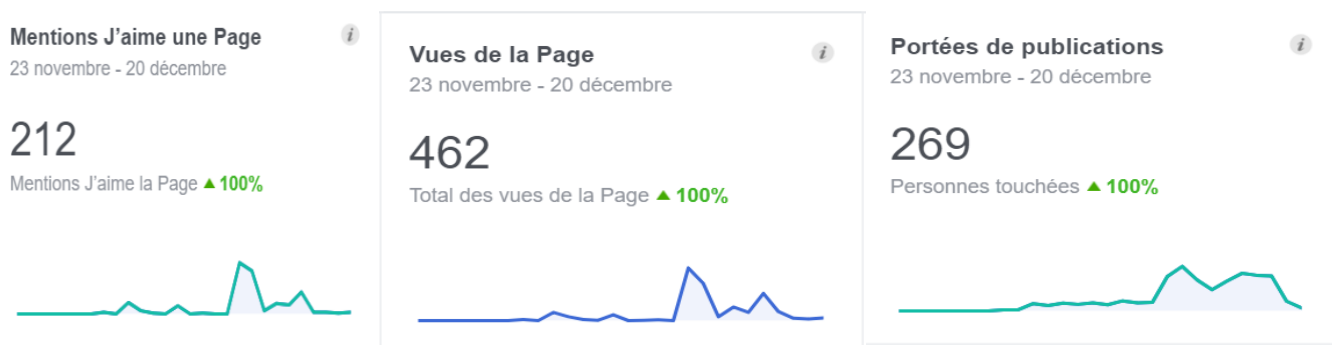 Mentions J'aime une Page
23 novembre - 20 décembre
212
Mentions J'aime la Page ▲ 100%
Vues de la Page
23 novembre - 20 décembre
462
Total des vues de la Page ▲ 100%
Portées de publications
23 novembre - 20 décembre
269
Personnes touchées ▲ 100%